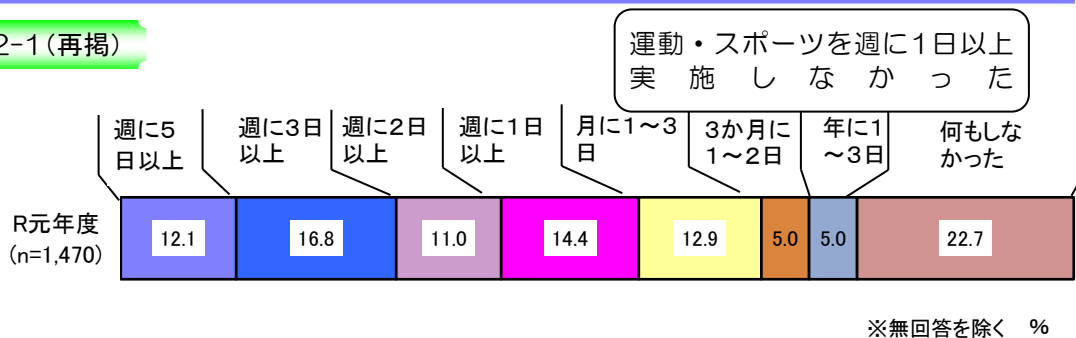 2-1(再掲)
運動・スポーツを週に1日以上
実施しなかった
週に5
日以上
週に3日
以上
週に2日
以上
週に1日
以上
月に1～3
日
3か月に
1～2日
年に1
～3日
何もしな
かった
R元年度
(n=1,470)
12.1
16.8
11.0
14.4
12.9
5.0
5.0
22.7
※無回答を除く %